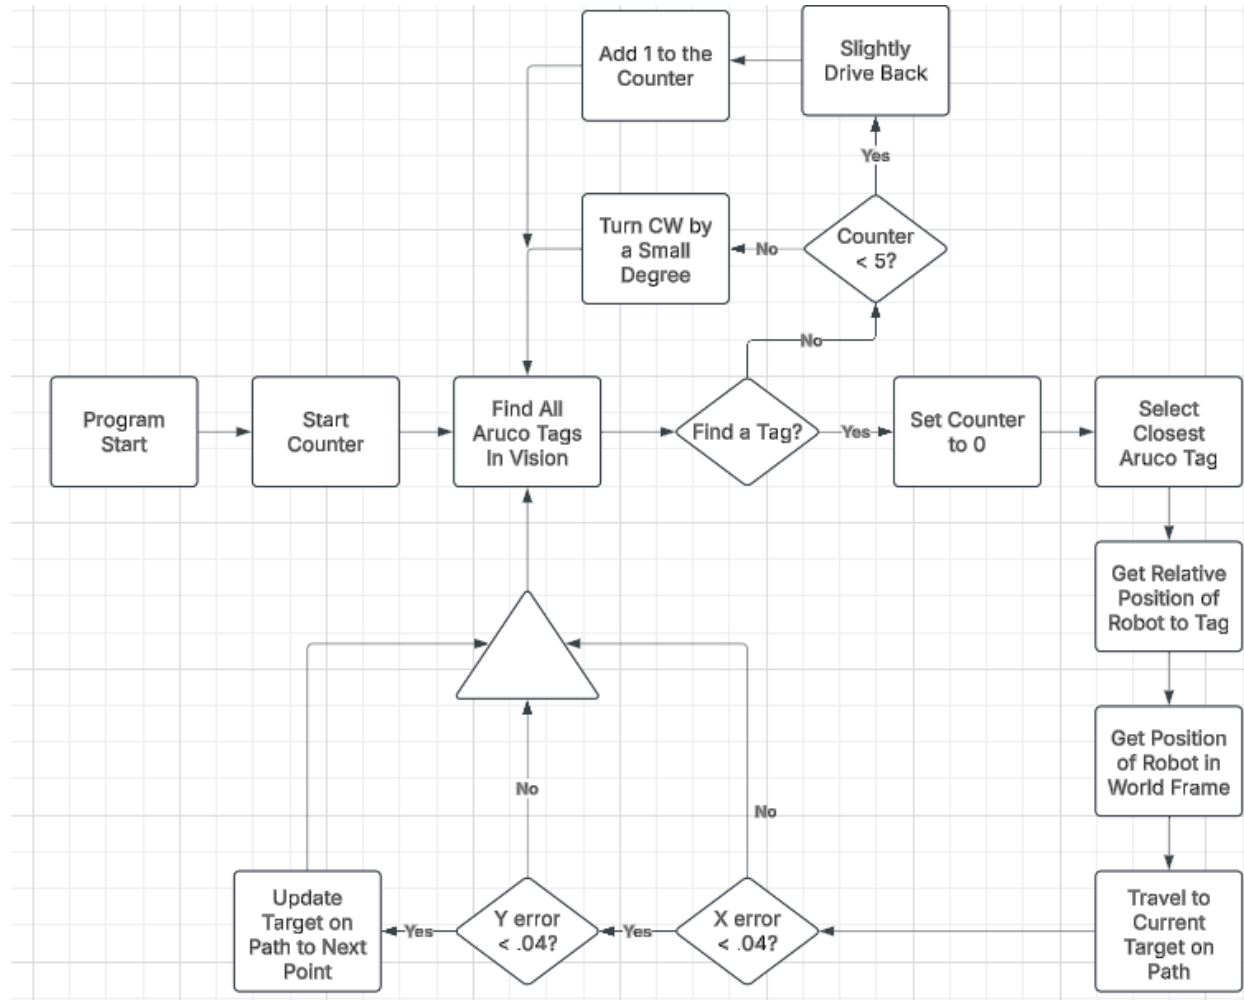 Add 1 to the
Counter
Slightly
Drive Back
Yes
Turn CW by
a Small
Degree
No
Counter
< 5?
No
Program
Start
Start
Counter
Find All
Aruco Tags
In Vision
Find a Tag?
Yes
Set Counter
to 0
Select
Closest
Aruco Tag
Get Relative
Position of
Robot to Tag
Get Position
of Robot in
World Frame
No
No
Update
Target on
Path to Next
Point
Yes
Y error
< .04?
Yes
X error
< .04?
Travel to
Current
Target on
Path